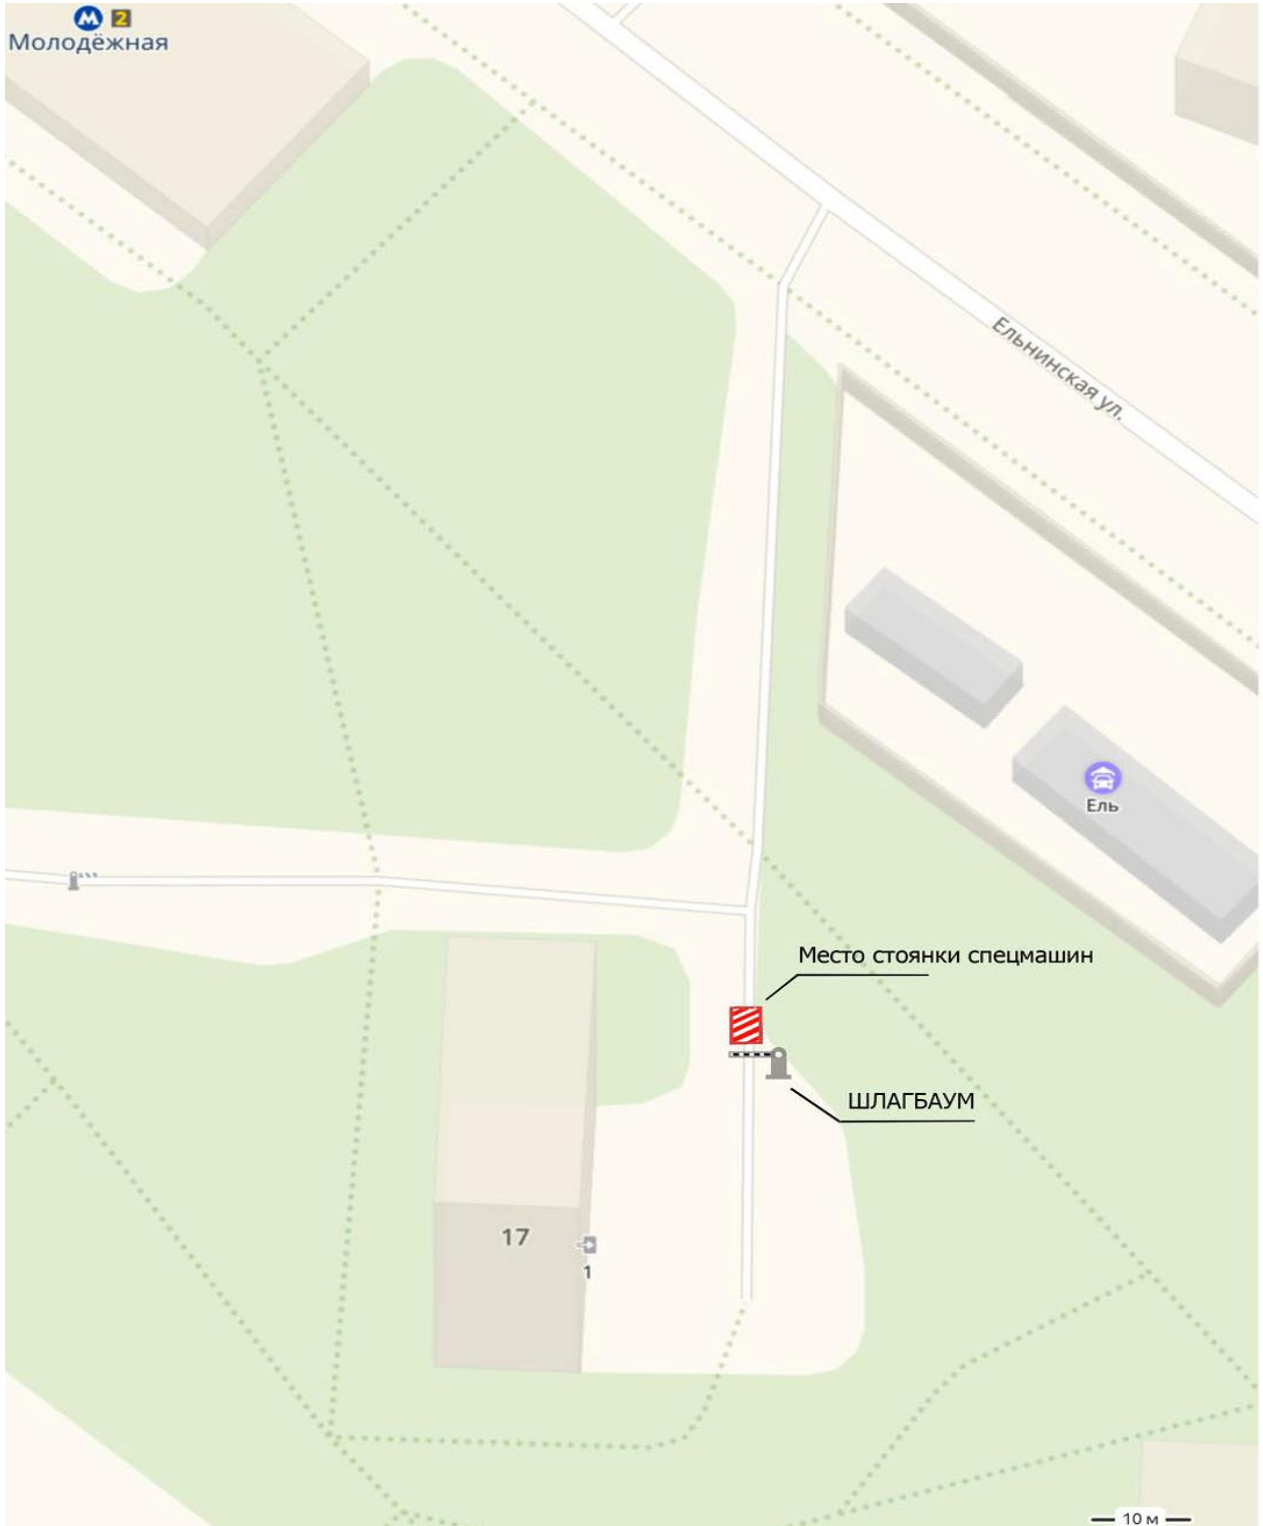 М 2
Молодёжная
Ельнинская ул.
Ель
Место стоянки спецмашин
ШЛАГБАУМ
17
1
10 м